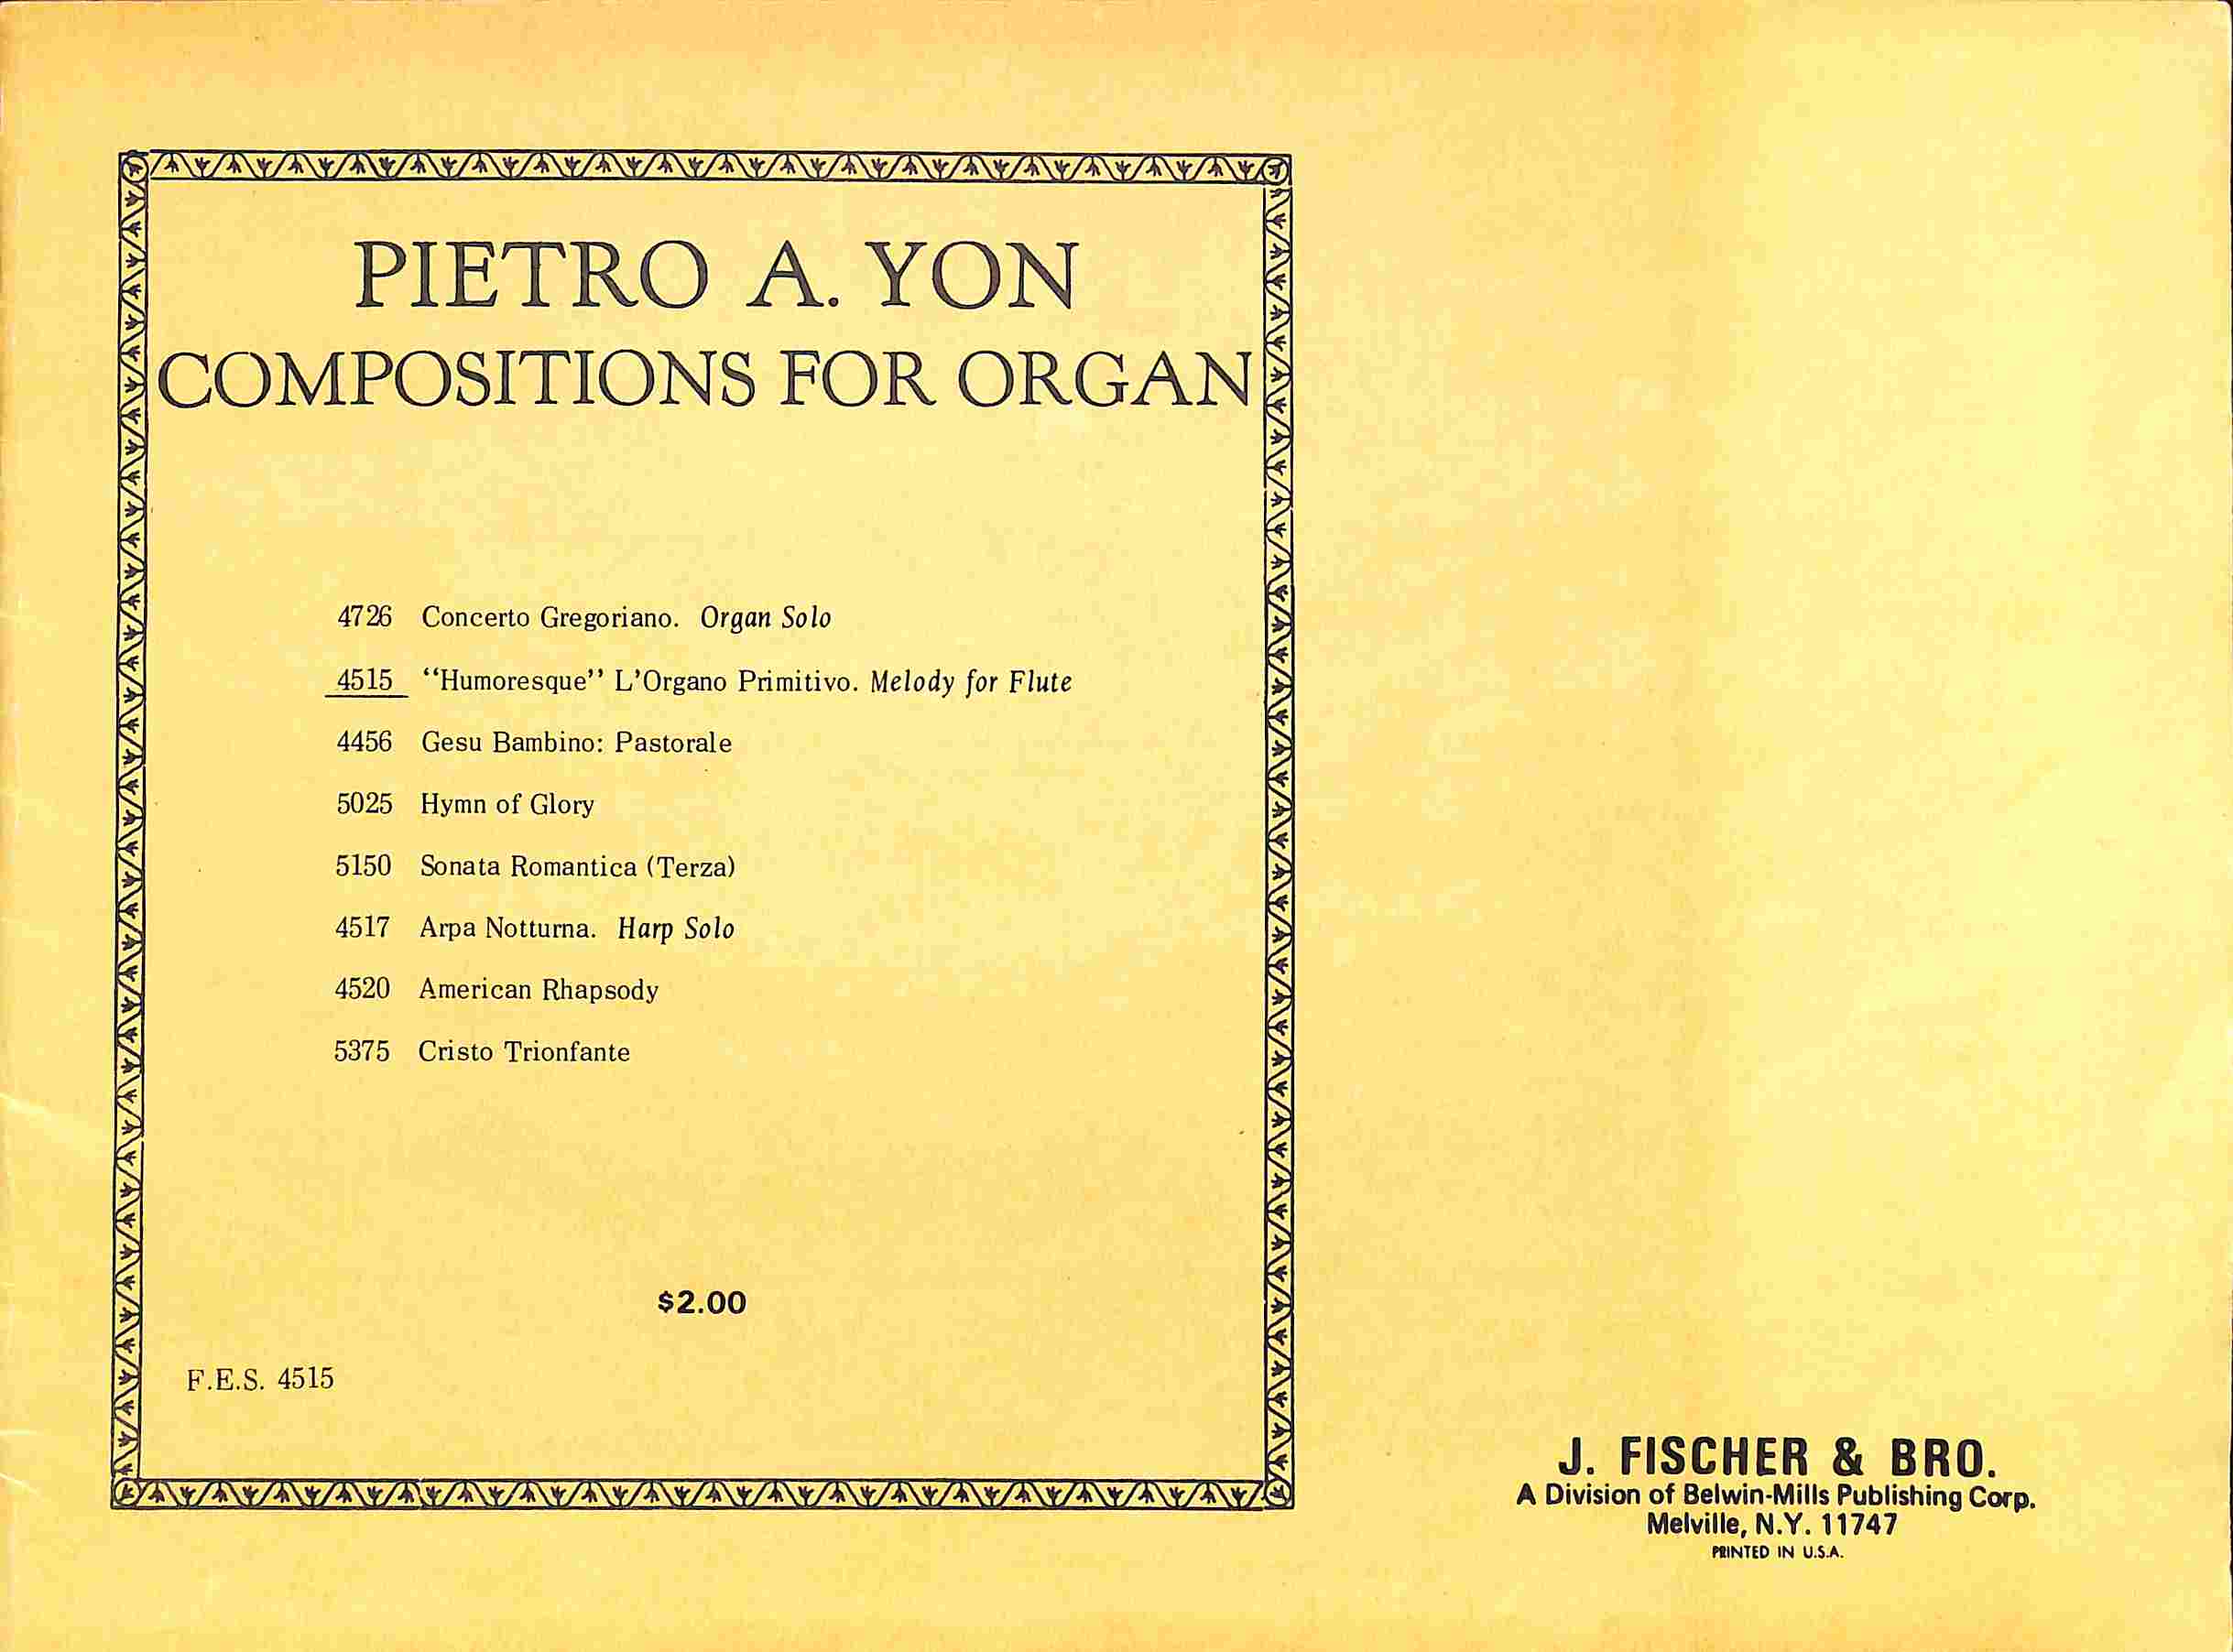 PIETRO A. YON
COMPOSITIONS FOR ORGAN
4726 Concerto Gregoriano. Organ Solo
4515 “Humoresque” L'Organo Primitivo. Melody for Flute
4456 Gesu Bambino: Pastorale
5025 Hymn of Glory
5150 Sonata Romantica (Terza)
4517 Arpa Notturna. Harp Solo
4520 American Rhapsody
5375 Cristo Trionfante
$2.00
F.E.S. 4515
J. FISCHER & BRO.
A Division of Belwin-Mills Publishing Corp.
Melville, N.Y. 11747
PRINTED IN U.S.A.